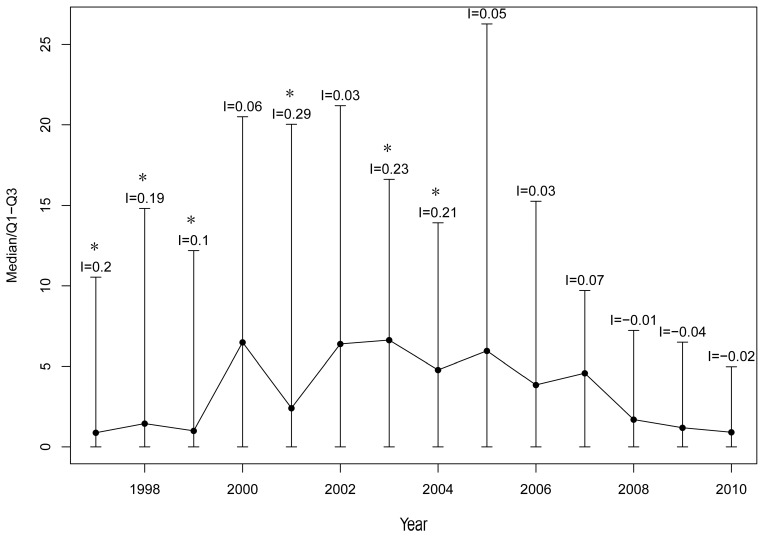 I=0.05
25
*
I=0.06
I=0.29
I=0.03
20
*
I=0.23
*
I=0.19
*
I=0.21
I=0.03
15
*
I=0.1
*
I=0.2
10
I=0.07
I=−0.01
I=−0.04
I=−0.02
5
0
Median/Q1−Q3
1998 2000 2002 2004 2006 2008 2010
Year